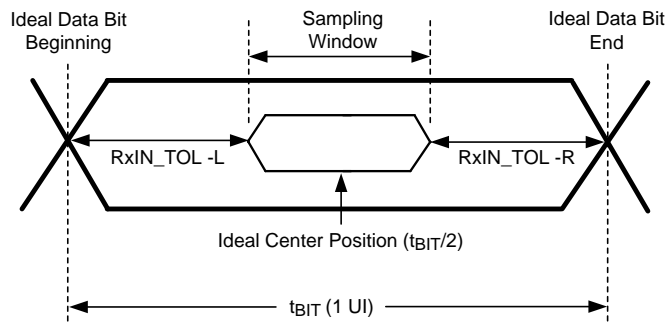 Ideal Data Bit
Beginning
Sampling
Window
Ideal Data Bit
End
RxIN_TOL -L
RxIN_TOL -R
Ideal Center Position (tBIT/2)
tBIT (1 UI)